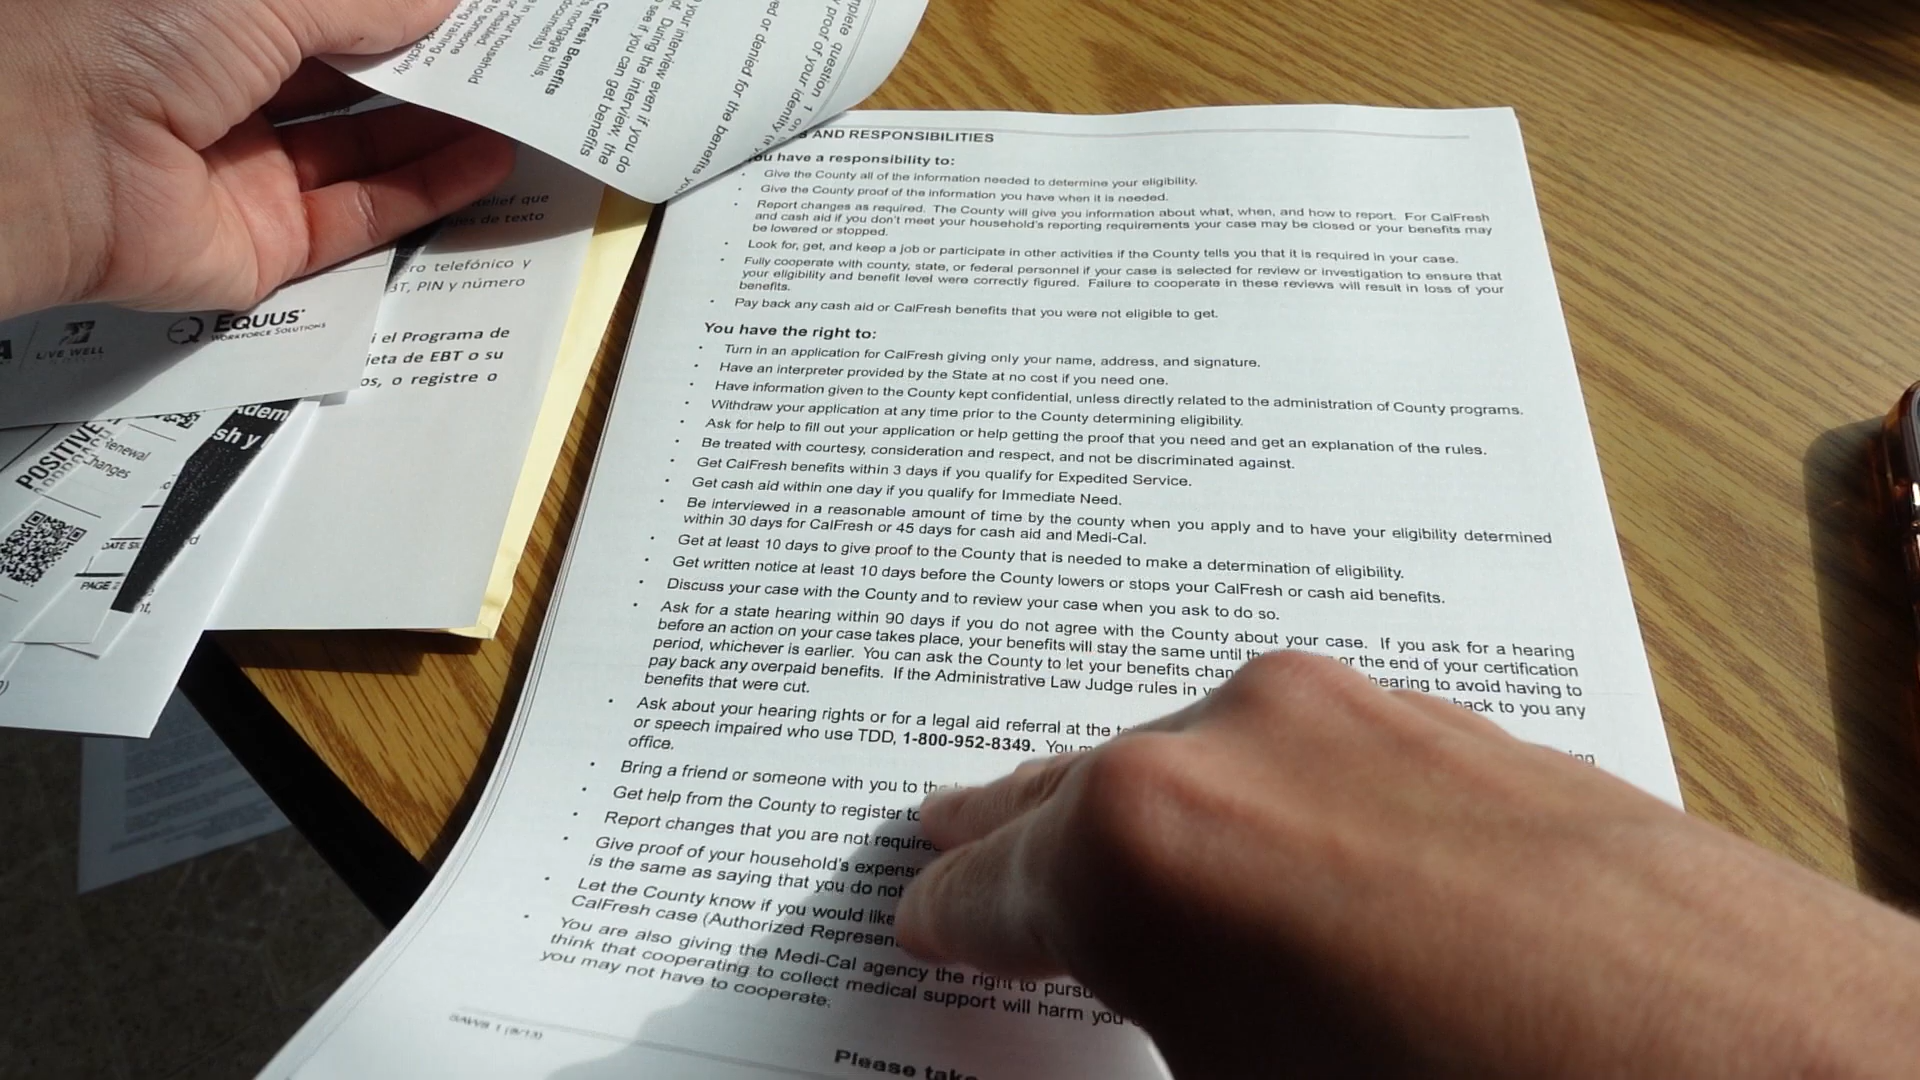 AND RESPONSIBILITIES
have a responsibility to:
Give the County all of the information needed to determine your eligibility.
Give the County proof of the information you have when it is needed.
Report changes as required. The County will give you information about what, when, and how to report. For CalFresh
and cash aid if you don't meet your household's reporting requirements your case may be closed or your benefits may
be lowered or stopped.
Look for, get, and keep a job or participate in other activities if the County tells you that it is required in your case.
Fully cooperate with county, state, or federal personnel if your case is selected for review or investigation to ensure that
your eligibility and benefit level were correctly figured. Failure to cooperate in these reviews will result in loss of your
benefits.
Pay back any cash aid or CalFresh benefits that you were not eligible to get.
You have the right to:
Turn in an application for CalFresh giving only your name, address, and signature.
Have an interpreter provided by the State at no cost if you need one.
Have information given to the County kept confidential, unless directly related to the administration of County programs.
Withdraw your application at any time prior to the County determining eligibility.
Ask for help to fill out your application or help getting the proof that you need and get an explanation of the rules.
Be treated with courtesy, consideration and respect, and not be discriminated against.
Get CalFresh benefits within 3 days if you qualify for Expedited Service.
Get cash aid within one day if you qualify for Immediate Need.
Be interviewed in a reasonable amount of time by the county when you apply and to have your eligibility determined
within 30 days for CalFresh or 45 days for cash aid and Medi-Cal.
Get at least 10 days to give proof to the County that is needed to make a determination of eligibility.
Get written notice at least 10 days before the County lowers or stops your CalFresh or cash aid benefits.
Discuss your case with the County and to review your case when you ask to do so.
Ask for a state hearing within 90 days if you do not agree with the County about your case. If you ask for a hearing
before an action on your case takes place, your benefits will stay the same until or the end of your certification
period, whichever is earlier. You can ask the County to let your benefits hearing to avoid having to
pay back any overpaid benefits. If the Administrative Law Judge rules in back to you any
benefits that were cut.
Ask about your hearing rights or for a legal aid referral at the
or speech impaired who use TDD, 1-800-952-8349. You
office.
Bring a friend or someone with you to
Get help from the County to register
Report changes that you are not
Give proof of your household's
is the same as saying that you do not
Let the County know if you would like
CalFresh case (Authorized
You are also giving the Medi-Cal agency the right to
think that cooperating to collect medical support will harm you
you may not have to cooperate.
SAWS 1
Please
question 1 on
proof of your identity
or denied for the benefits
your interview even if you do
During the interview, the
see if you can get benefits
CalFresh Benefits
mortgage bills,
documents),
in your household
or disabled.
to someone
training or
activity.
que
de texto
telefónico y
PIN y número
el Programa de
de EBT o su
o registre o
LIVE WELL
EQUUS
WORKFORCE SOLUTIONS
POSITIVE
Renewal
Changes
PAGE 2